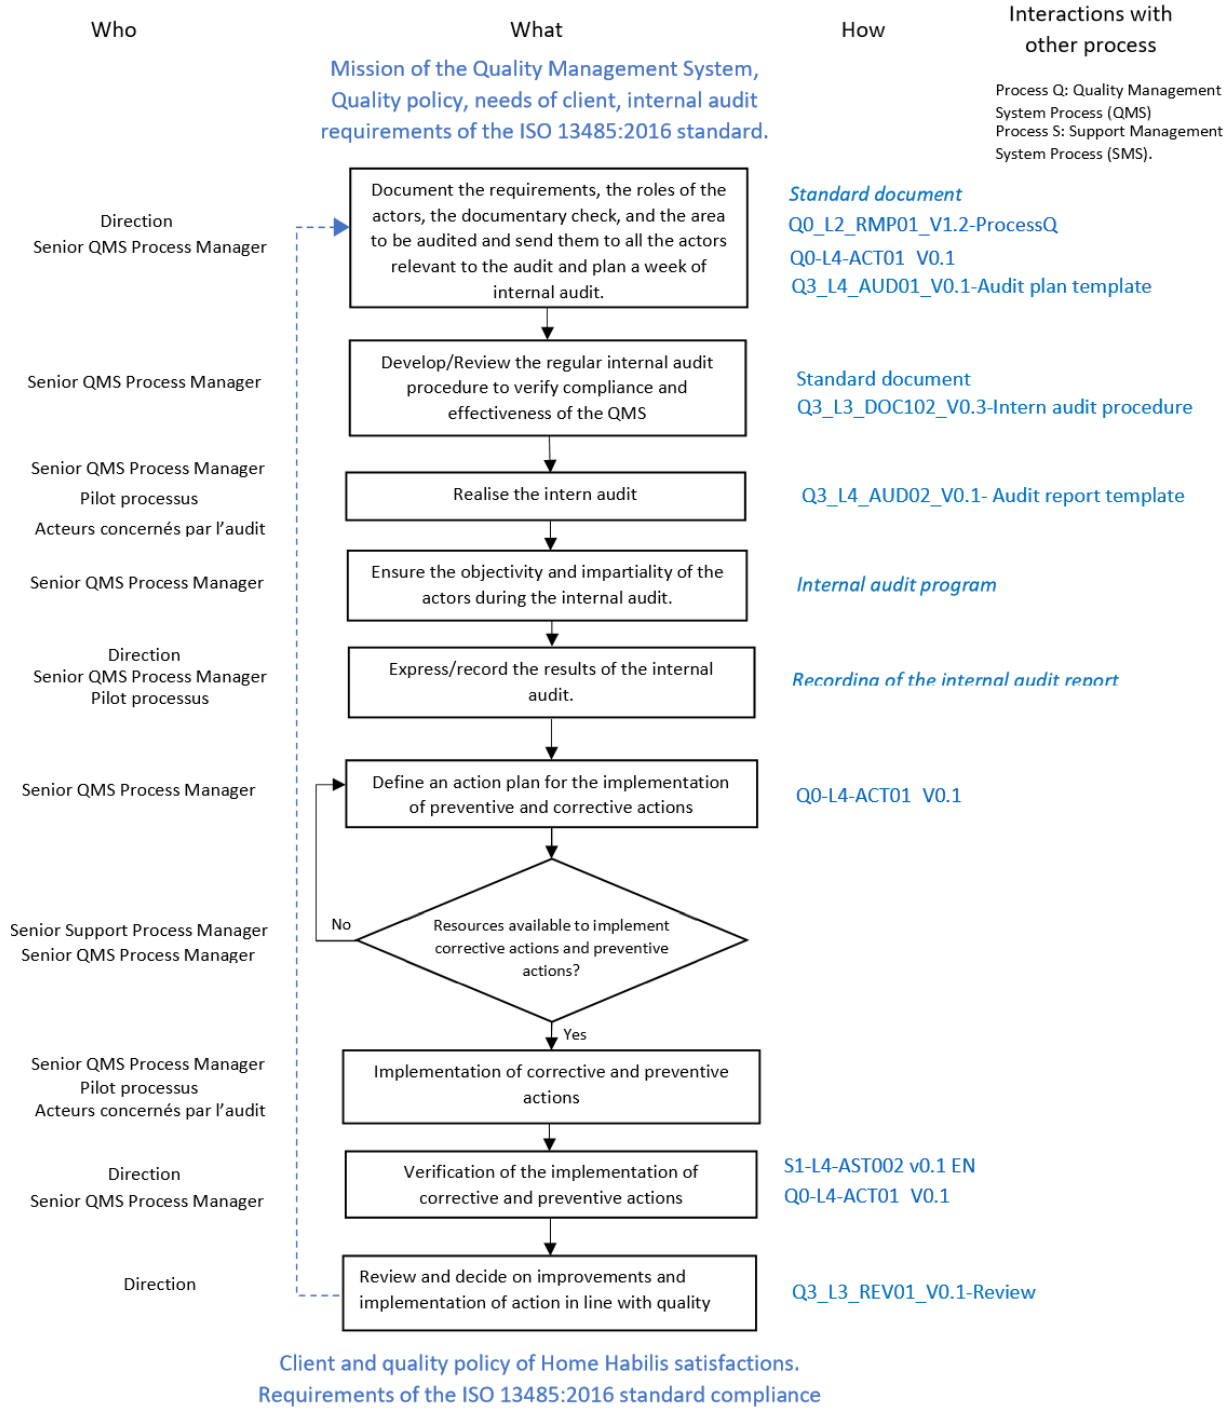 Who
What
How
Interactions with
other process
Mission of the Quality Management System,
Quality policy, needs of client, internal audit
requirements of the ISO 13485:2016 standard.
Process Q: Quality Management
System Process (QMS)
Process S: Support Management
System Process (SMS).
Direction
Senior QMS Process Manager
Document the requirements, the roles of the
actors, the documentary check, and the area
to be audited and send them to all the actors
relevant to the audit and plan a week of
internal audit.
Standard document
Q0_L2_RMP01_V1.2-ProcessQ
Q0-L4-ACT01 V0.1
Q3_L4_AUD01_V0.1-Audit plan template
Senior QMS Process Manager
Develop/Review the regular internal audit
procedure to verify compliance and
effectiveness of the QMS
Standard document
Q3_L3_DOC102_V0.3-Intern audit procedure
Senior QMS Process Manager
Pilot processus
Acteurs concernés par l’audit
Realise the intern audit
Q3_L4_AUD02_V0.1- Audit report template
Senior QMS Process Manager
Ensure the objectivity and impartiality of the
actors during the internal audit.
Internal audit program
Direction
Senior QMS Process Manager
Pilot processus
Express/record the results of the internal
audit.
Recording of the internal audit report
Senior QMS Process Manager
Define an action plan for the implementation
of preventive and corrective actions
Q0-L4-ACT01 V0.1
Senior Support Process Manager
Senior QMS Process Manager
No
Resources available to implement
corrective actions and preventive
actions?
Yes
Senior QMS Process Manager
Pilot processus
Acteurs concernés par l’audit
Implementation of corrective and preventive
actions
Direction
Senior QMS Process Manager
Verification of the implementation of
corrective and preventive actions
S1-L4-AST002 v0.1 EN
Q0-L4-ACT01 V0.1
Direction
Review and decide on improvements and
implementation of action in line with quality
Q3_L3_REV01_V0.1-Review
Client and quality policy of Home Habilis satisfactions.
Requirements of the ISO 13485:2016 standard compliance